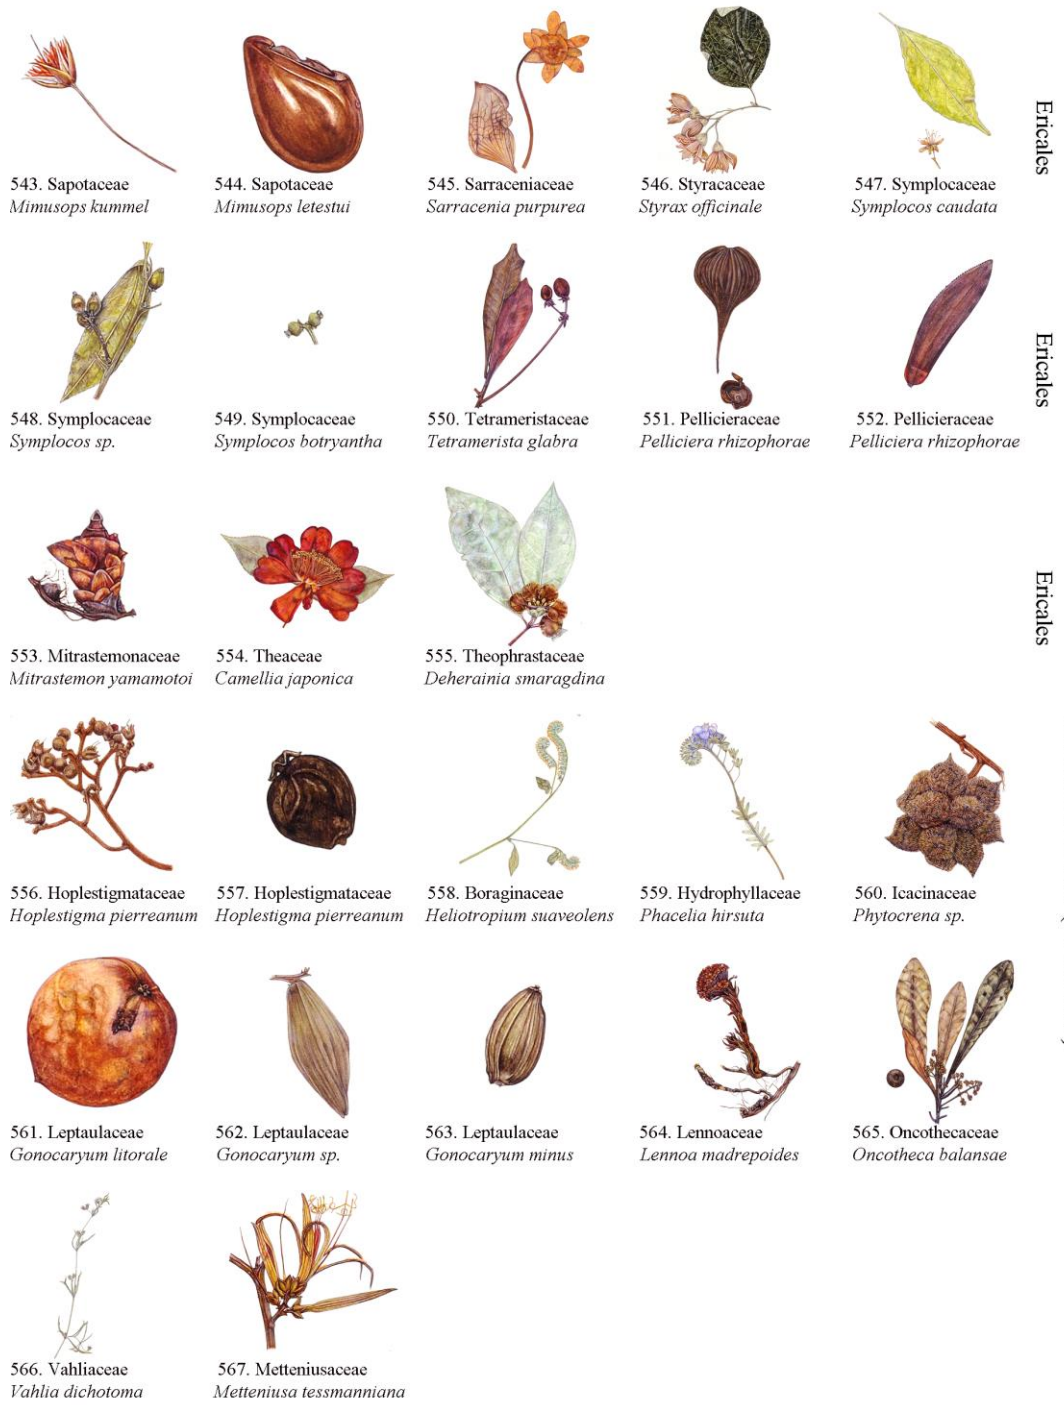 543. Sapotaceae
Mimusops kummel
544. Sapotaceae
Mimusops letestui
545. Sarraceniaceae
Sarracenia purpurea
546. Styracaceae
Styrax officinale
547. Symplocaceae
Symplocos caudata
Ericales
548. Symplocaceae
Symplocos sp.
549. Symplocaceae
Symplocos botryantha
550. Tetrameristaceae
Tetramerista glabra
551. Pellicieraceae
Pelliciera rhizophorae
552. Pellicieraceae
Pelliciera rhizophorae
Ericales
553. Mitrastemonaceae
Mitrastemon yamamotoi
554. Theaceae
Camellia japonica
555. Theophrastaceae
Deherainia smaragdina
Ericales
556. Hoplestigmataceae
Hoplestigma pierreanum
557. Hoplestigmataceae
Hoplestigma pierreanum
558. Boraginaceae
Heliotropium suaveolens
559. Hydrophyllaceae
Phacelia hirsuta
560. Icacinaceae
Phytocrena sp.
561. Leptaulaceae
Gonocaryum litorale
562. Leptaulaceae
Gonocaryum sp.
563. Leptaulaceae
Gonocaryum minus
564. Lennoaceae
Lennoa madrepoides
565. Oncothecaceae
Oncotheca balansae
566. Vahliaceae
Vahlia dichotoma
567. Metteniusaceae
Metteniusa tessmanniana